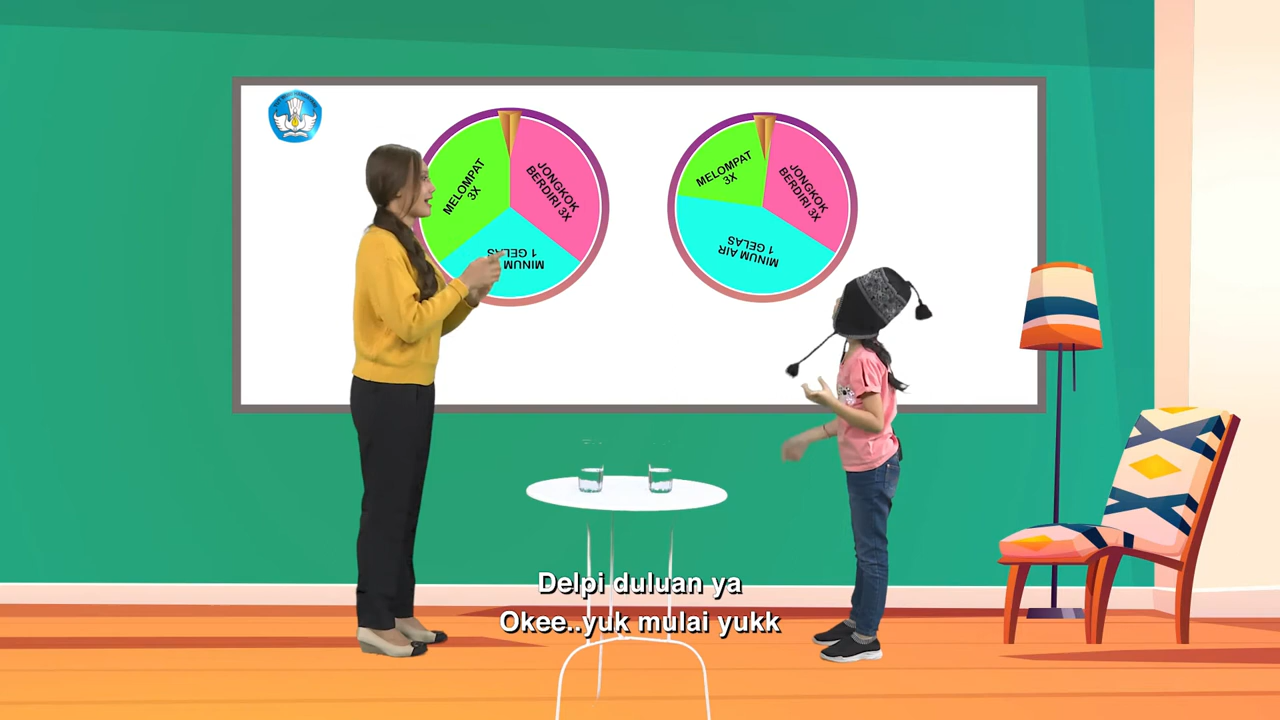 MELOMPAT
3X
JONGKOK
BERDIRI 3X
MINUM
1 GELAS
MELOMPAT
3X
JONGKOK
BERDIRI 3X
MINUM AIR
1 GELAS
Delpi duluan ya
Okee..yuk mulai yukk